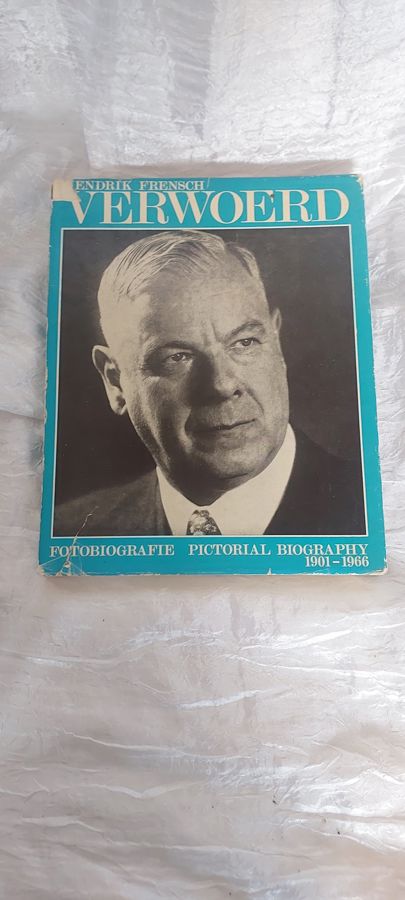 ENDRIK FRENSCH
VERWOERD
FOTOBIOGRAFIE PICTORIAL BIOGRAPHY
1901-1966